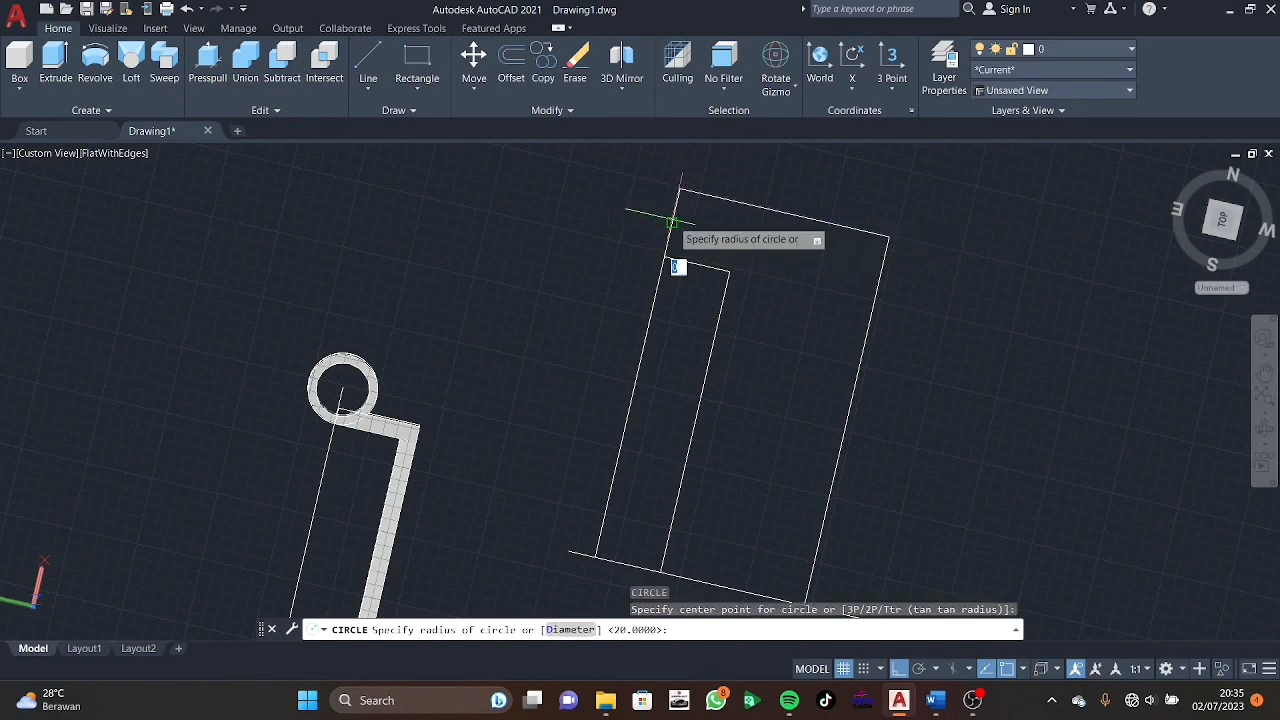 Autodesk AutoCAD 2021 Drawing1.dwg
Type a keyword or phrase
Sign In
Home Visualize Insert View Manage Output Collaborate Express Tools Featured Apps
Box Extrude Revolve Loft Sweep
Presspull Union Subtract Intersect
Line Rectangle
Move Offset Copy Erase 3D Mirror
Culling No Filter Rotate Gizmo
World X 3 Point
Layer Properties
0
*Current*
Unsaved View
Create Edit Draw Modify Selection Coordinates Layers & View
Start Drawing1*
[−][Custom View][FlatWithEdges]
N
E TOP W
S
Unnamed
Specify radius of circle or
0
CIRCLE
Specify center point for circle or [3P/2P/Ttr (tan tan radius)]:
CIRCLE Specify radius of circle or [Diameter] <20.0000>:
Model Layout1 Layout2
MODEL 1:1
28°C
Berawan
Search
8
20:35
02/07/2023
4